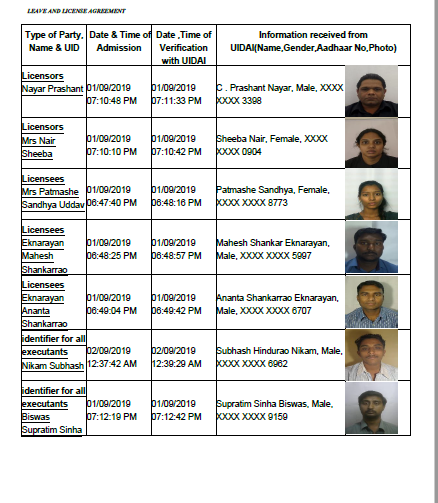 LEAVE AND LICENSE AGREEMENT
Type of Party, Name & UID
Date & Time of Admission
Date ,Time of Verification with UIDAI
Information received from UIDAI(Name,Gender,Aadhaar No,Photo)
Licensors
Nayar Prashant
01/09/2019
07:10:48 PM
01/09/2019
07:11:33 PM
C . Prashant Nayar, Male, XXXX
XXXX 3398
Licensors
Mrs Nair
Sheeba
01/09/2019
07:10:10 PM
01/09/2019
07:10:42 PM
Sheeba Nair, Female, XXXX
XXXX 0904
Licensees
Mrs Patmashe
Sandhya Uddav
01/09/2019
06:47:40 PM
01/09/2019
06:48:16 PM
Patmashe Sandhya, Female,
XXXX XXXX 8773
Licensees
Eknarayan
Mahesh
Shankarrao
01/09/2019
06:48:25 PM
01/09/2019
06:48:57 PM
Mahesh Shankar Eknarayan,
Male, XXXX XXXX 5997
Licensees
Eknarayan
Ananta
Shankarrao
01/09/2019
06:49:04 PM
01/09/2019
06:49:42 PM
Ananta Shankarrao Eknarayan,
Male, XXXX XXXX 6707
identifier for all
executants
Nikam Subhash
02/09/2019
12:37:42 AM
02/09/2019
12:39:29 AM
Subhash Hindurao Nikam, Male,
XXXX XXXX 6962
identifier for all
executants
Biswas
Supratim Sinha
01/09/2019
07:12:19 PM
01/09/2019
07:12:42 PM
Supratim Sinha Biswas, Male,
XXXX XXXX 9159